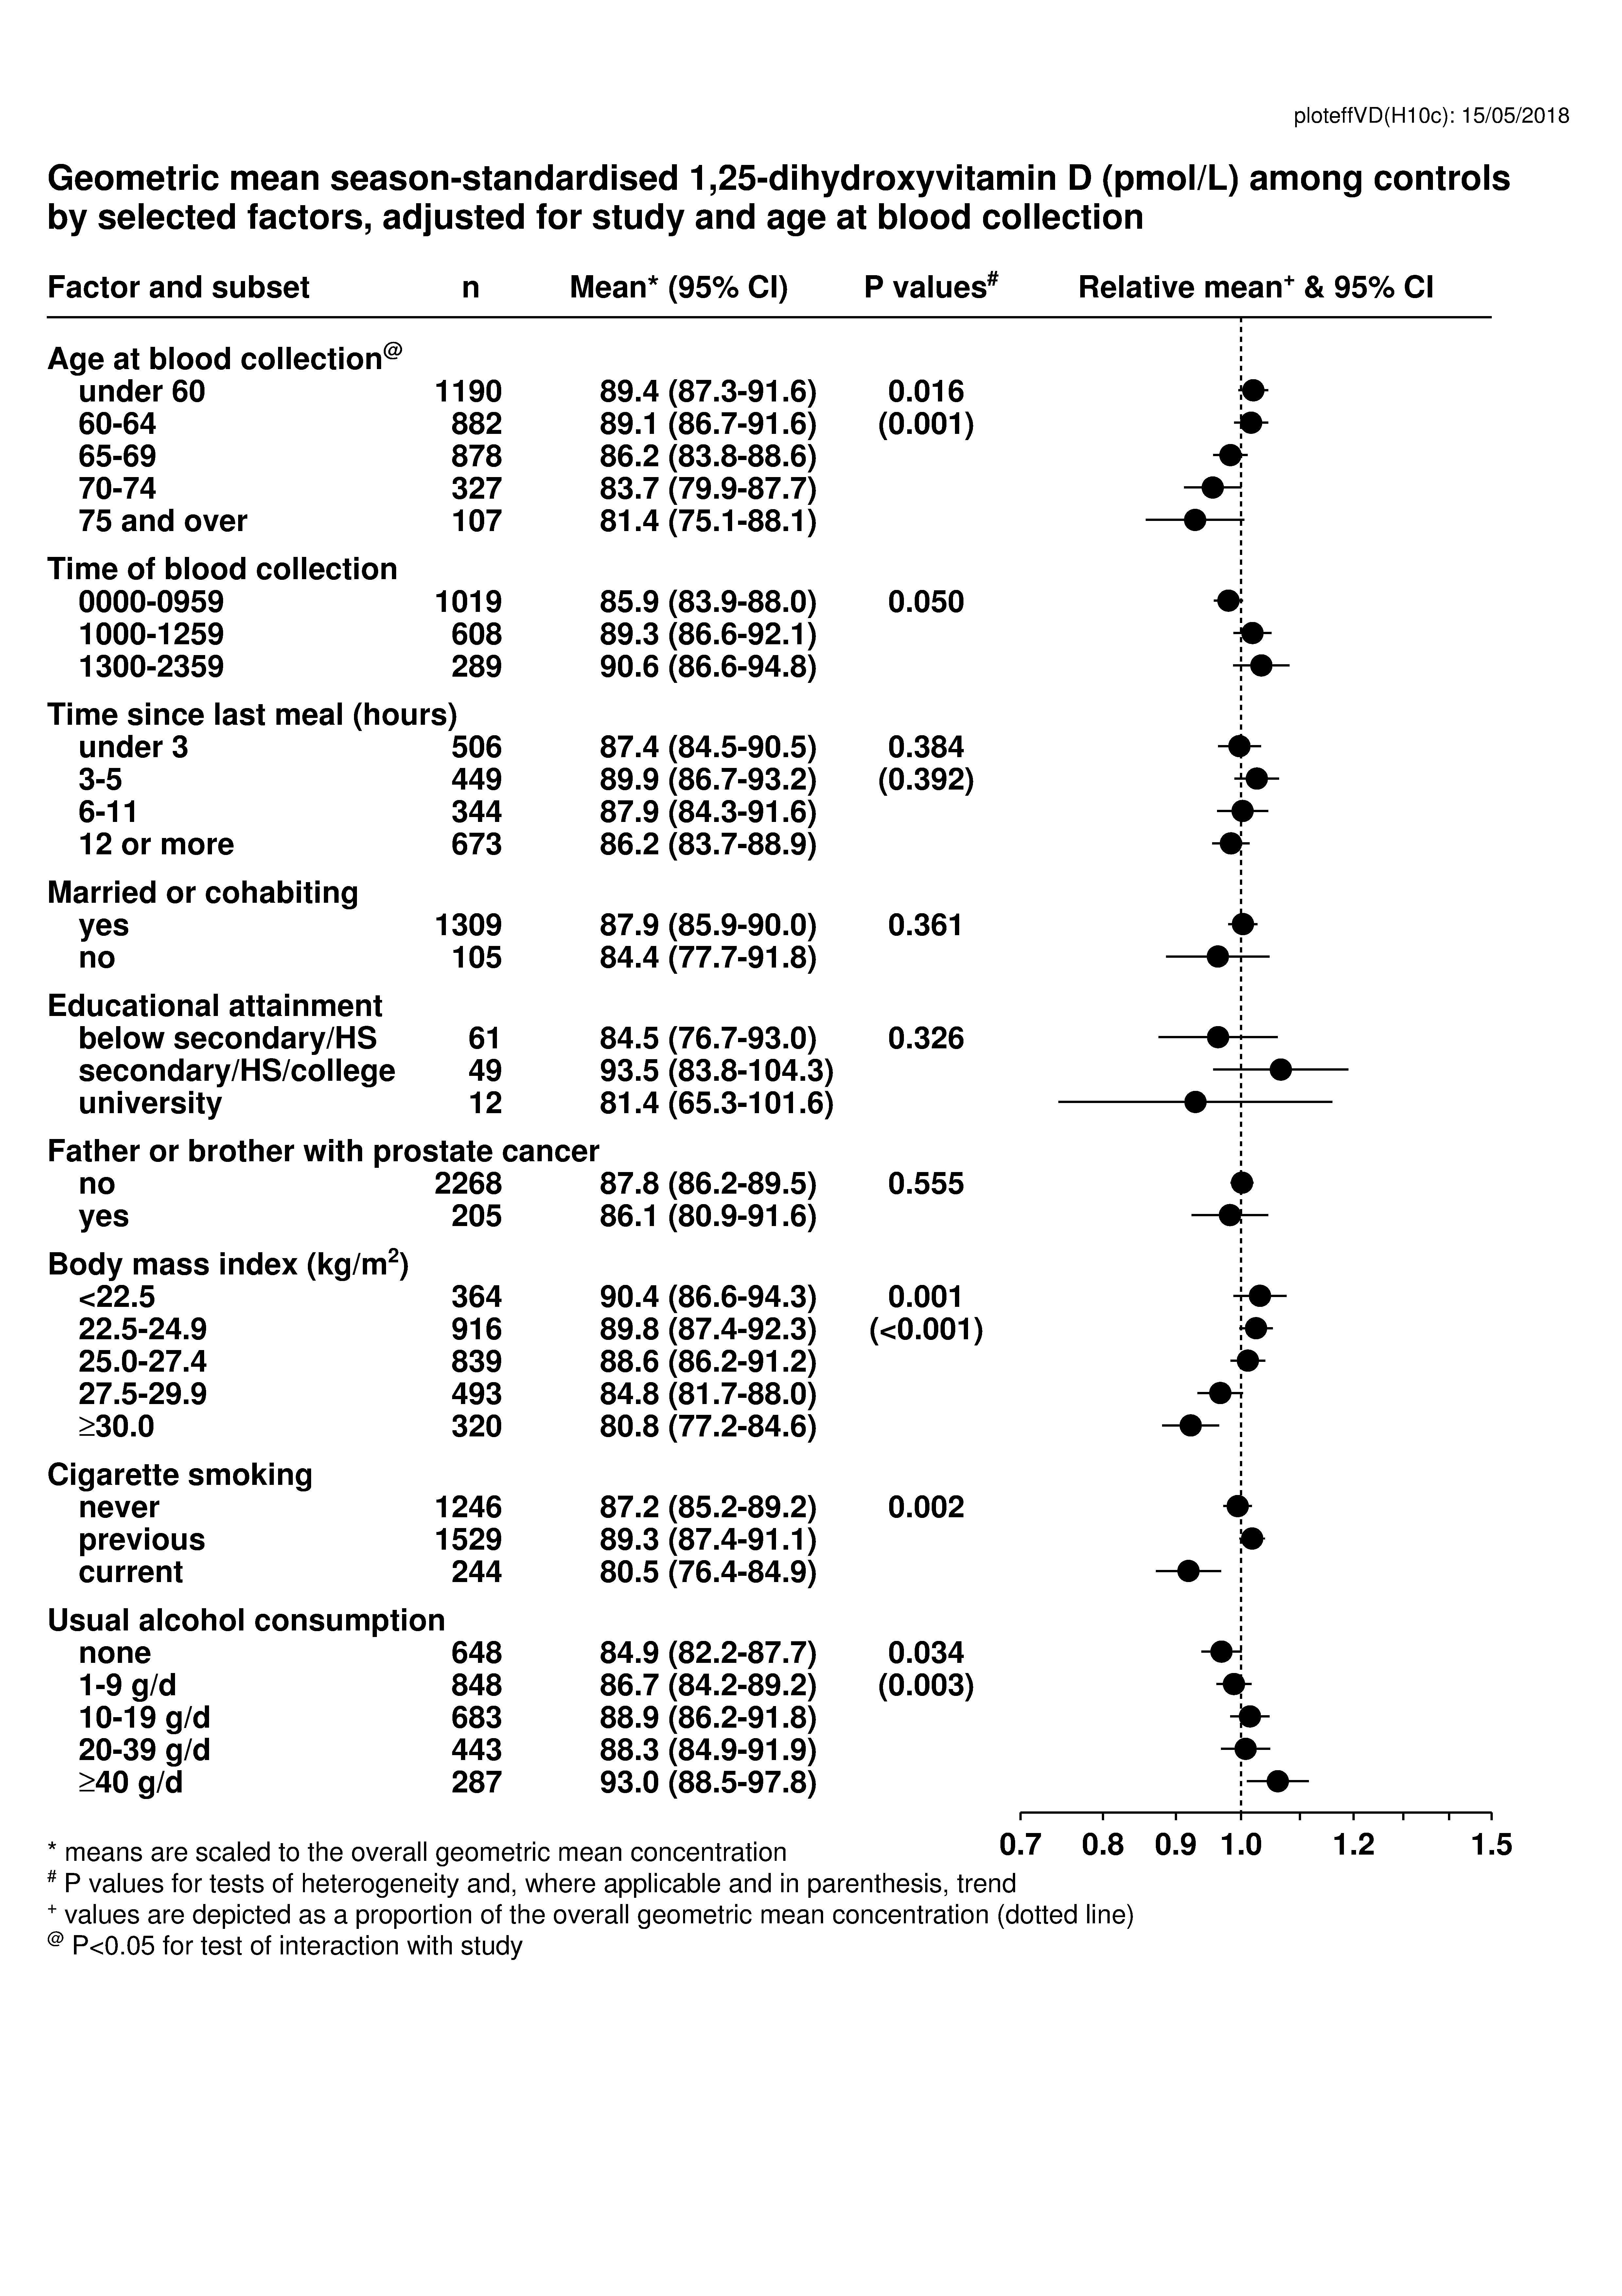 ploteffVD(H10c): 15/05/2018
Geometric mean season-standardised 1,25-dihydroxyvitamin D (pmol/L) among controls
by selected factors, adjusted for study and age at blood collection
Factor and subset n Mean* (95% CI) P values# Relative mean+ & 95% CI
Age at blood collection@
under 60 1190 89.4 (87.3-91.6) 0.016
60-64 882 89.1 (86.7-91.6) (0.001)
65-69 878 86.2 (83.8-88.6)
70-74 327 83.7 (79.9-87.7)
75 and over 107 81.4 (75.1-88.1)
Time of blood collection
0000-0959 1019 85.9 (83.9-88.0) 0.050
1000-1259 608 89.3 (86.6-92.1)
1300-2359 289 90.6 (86.6-94.8)
Time since last meal (hours)
under 3 506 87.4 (84.5-90.5) 0.384
3-5 449 89.9 (86.7-93.2) (0.392)
6-11 344 87.9 (84.3-91.6)
12 or more 673 86.2 (83.7-88.9)
Married or cohabiting
yes 1309 87.9 (85.9-90.0) 0.361
no 105 84.4 (77.7-91.8)
Educational attainment
below secondary/HS 61 84.5 (76.7-93.0) 0.326
secondary/HS/college 49 93.5 (83.8-104.3)
university 12 81.4 (65.3-101.6)
Father or brother with prostate cancer
no 2268 87.8 (86.2-89.5) 0.555
yes 205 86.1 (80.9-91.6)
Body mass index (kg/m2)
<22.5 364 90.4 (86.6-94.3) 0.001
22.5-24.9 916 89.8 (87.4-92.3) (<0.001)
25.0-27.4 839 88.6 (86.2-91.2)
27.5-29.9 493 84.8 (81.7-88.0)
≥30.0 320 80.8 (77.2-84.6)
Cigarette smoking
never 1246 87.2 (85.2-89.2) 0.002
previous 1529 89.3 (87.4-91.1)
current 244 80.5 (76.4-84.9)
Usual alcohol consumption
none 648 84.9 (82.2-87.7) 0.034
1-9 g/d 848 86.7 (84.2-89.2) (0.003)
10-19 g/d 683 88.9 (86.2-91.8)
20-39 g/d 443 88.3 (84.9-91.9)
≥40 g/d 287 93.0 (88.5-97.8)
0.7 0.8 0.9 1.0 1.2 1.5
* means are scaled to the overall geometric mean concentration
# P values for tests of heterogeneity and, where applicable and in parenthesis, trend
+ values are depicted as a proportion of the overall geometric mean concentration (dotted line)
@ P<0.05 for test of interaction with study